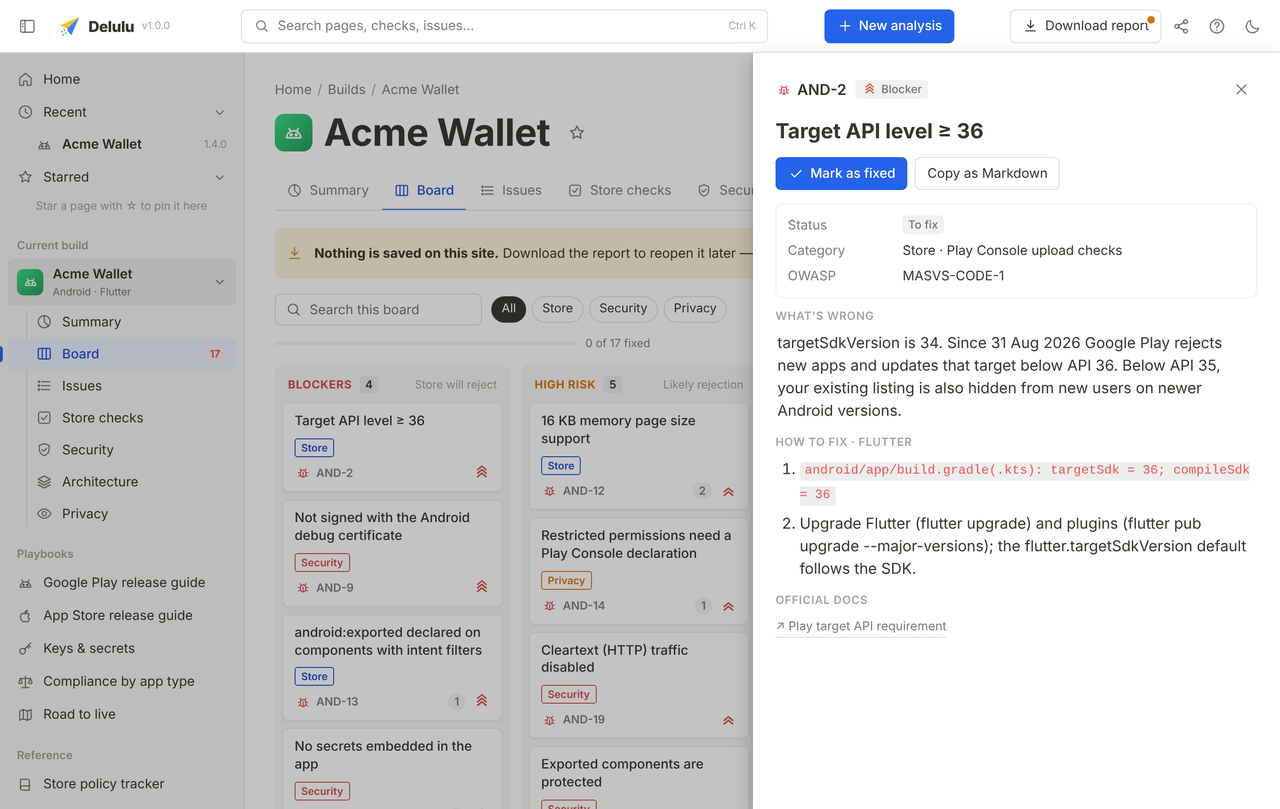 Delulu v1.0.0
Search pages, checks, issues... Ctrl K
+ New analysis
Download report
Home
Recent
Acme Wallet 1.4.0
Starred
Star a page with ☆ to pin it here
Current build
Acme Wallet
Android · Flutter
Summary
Board 17
Issues
Store checks
Security
Architecture
Privacy
Playbooks
Google Play release guide
App Store release guide
Keys & secrets
Compliance by app type
Road to live
Reference
Store policy tracker
Home / Builds / Acme Wallet
Acme Wallet
Summary
Board
Issues
Store checks
Secu
Nothing is saved on this site. Download the report to reopen it later —
Search this board
All
Store
Security
Privacy
0 of 17 fixed
BLOCKERS 4 Store will reject
Target API level ≥ 36
Store
AND-2
Not signed with the Android
debug certificate
Security
AND-9
android:exported declared on
components with intent filters
Store
AND-13 1
No secrets embedded in the
app
Security
HIGH RISK 5 Likely rejection
16 KB memory page size
support
Store
AND-12 2
Restricted permissions need a
Play Console declaration
Privacy
AND-14 1
Cleartext (HTTP) traffic
disabled
Security
AND-19
Exported components are
protected
Security
AND-2 Blocker
Target API level ≥ 36
Mark as fixed
Copy as Markdown
Status To fix
Category Store · Play Console upload checks
OWASP MASVS-CODE-1
WHAT'S WRONG
targetSdkVersion is 34. Since 31 Aug 2026 Google Play rejects
new apps and updates that target below API 36. Below API 35,
your existing listing is also hidden from new users on newer
Android versions.
HOW TO FIX · FLUTTER
1. android/app/build.gradle(.kts): targetSdk = 36; compileSdk
= 36
2. Upgrade Flutter (flutter upgrade) and plugins (flutter pub
upgrade --major-versions); the flutter.targetSdkVersion default
follows the SDK.
OFFICIAL DOCS
↗ Play target API requirement